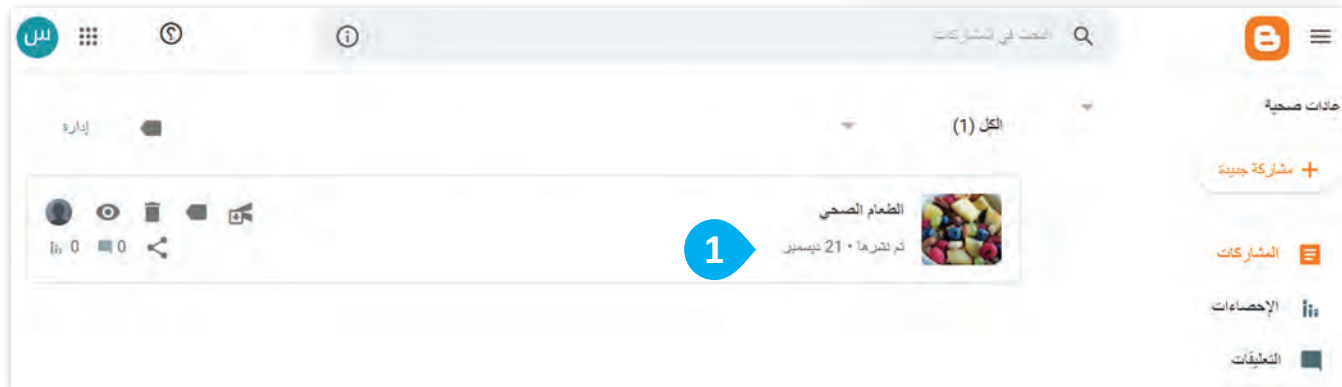 البحث في المشاركات
س
عادات صحية
الكل (1)
إدارة
مشاركة جديدة
الطعام الصحي
تم نشرها • 21 ديسمبر
1
0
0
المشاركات
الإحصاءات
التعليقات